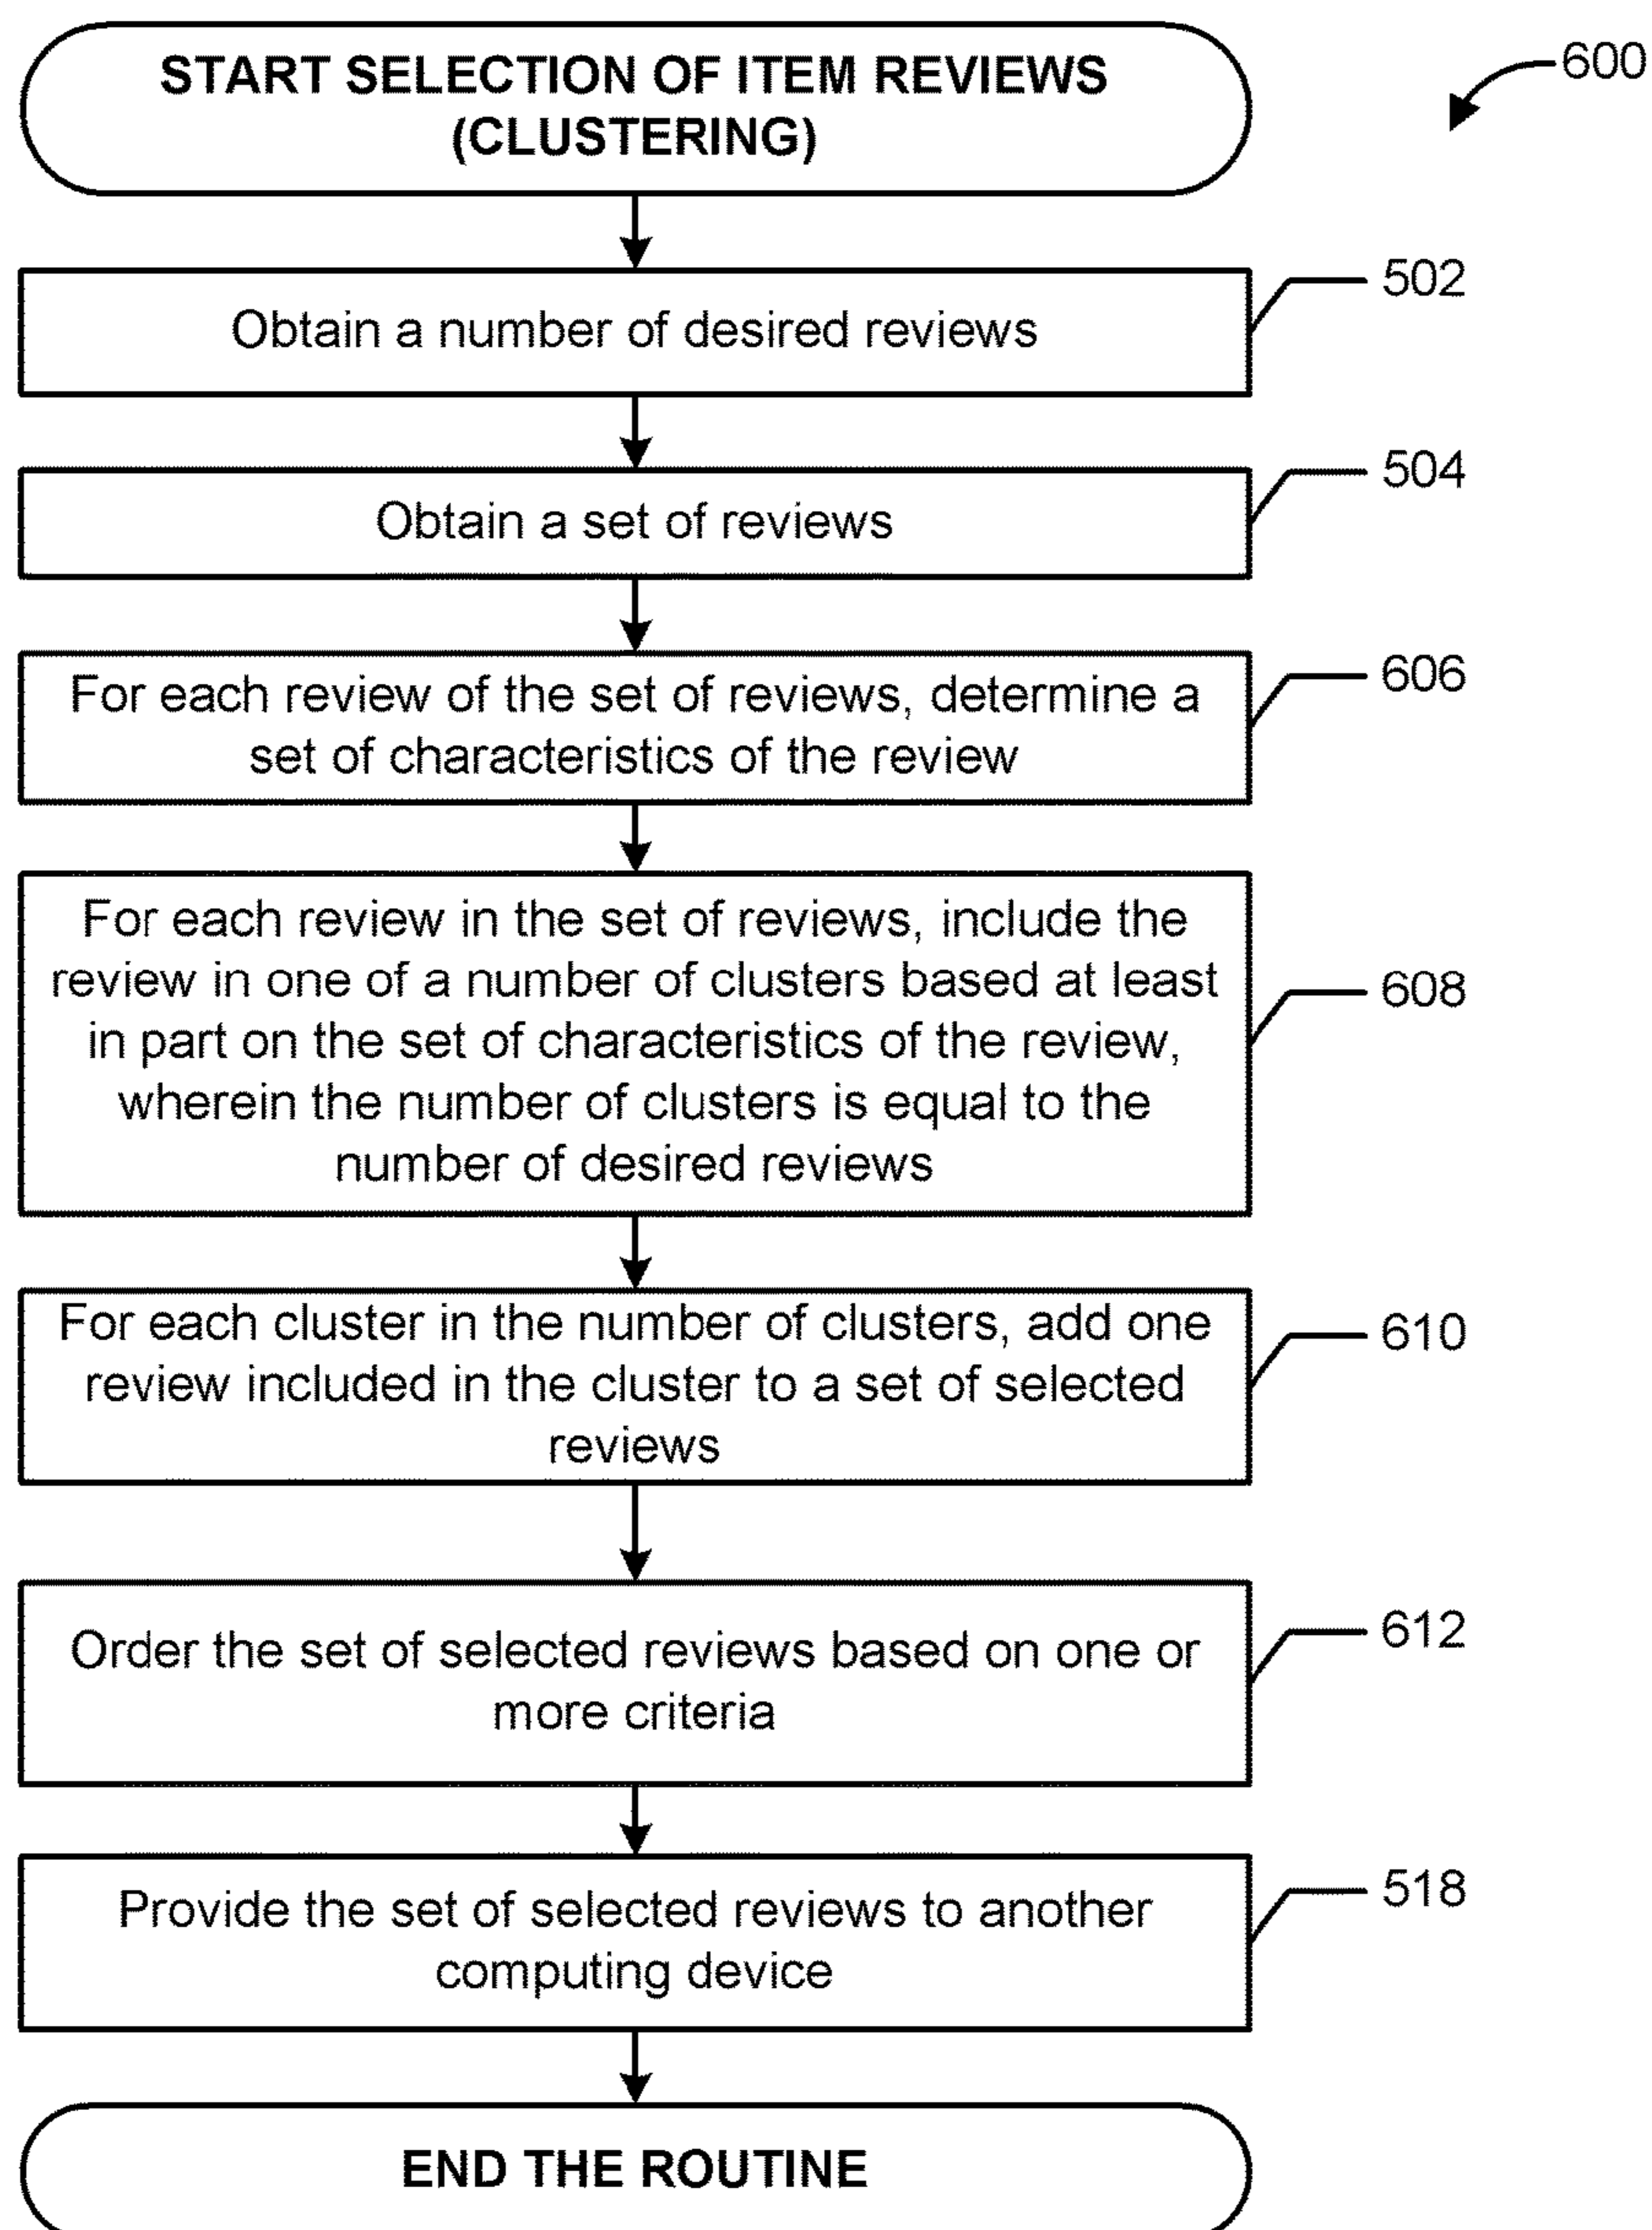 START SELECTION OF ITEM REVIEWS
(CLUSTERING)
600
Obtain a number of desired reviews
502
Obtain a set of reviews
504
For each review of the set of reviews, determine a
set of characteristics of the review
606
For each review in the set of reviews, include the
review in one of a number of clusters based at least
in part on the set of characteristics of the review,
wherein the number of clusters is equal to the
number of desired reviews
608
For each cluster in the number of clusters, add one
review included in the cluster to a set of selected
reviews
610
Order the set of selected reviews based on one or
more criteria
612
Provide the set of selected reviews to another
computing device
518
END THE ROUTINE